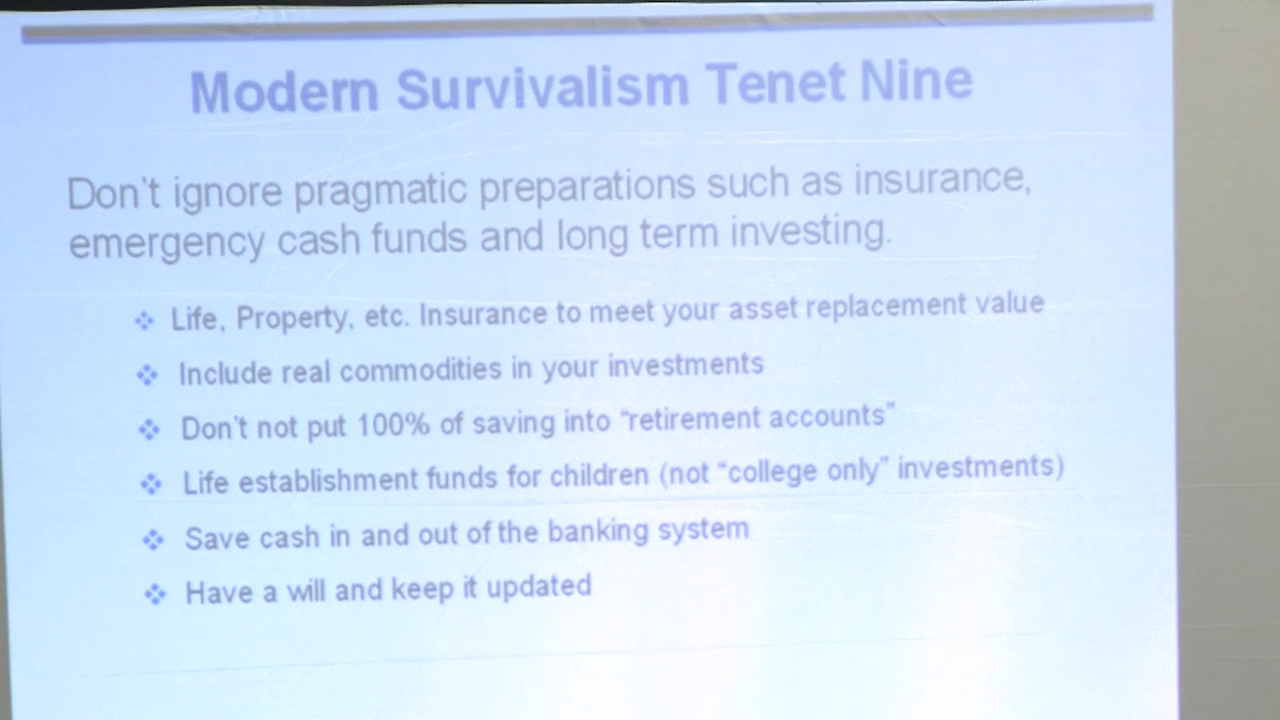 Modern Survivalism Tenet Nine
Don't ignore pragmatic preparations such as insurance,
emergency cash funds and long term investing.
Life, Property, etc. Insurance to meet your asset replacement value
Include real commodities in your investments
Don't not put 100% of saving into “retirement accounts”
Life establishment funds for children (not “college only” investments)
Save cash in and out of the banking system
Have a will and keep it updated